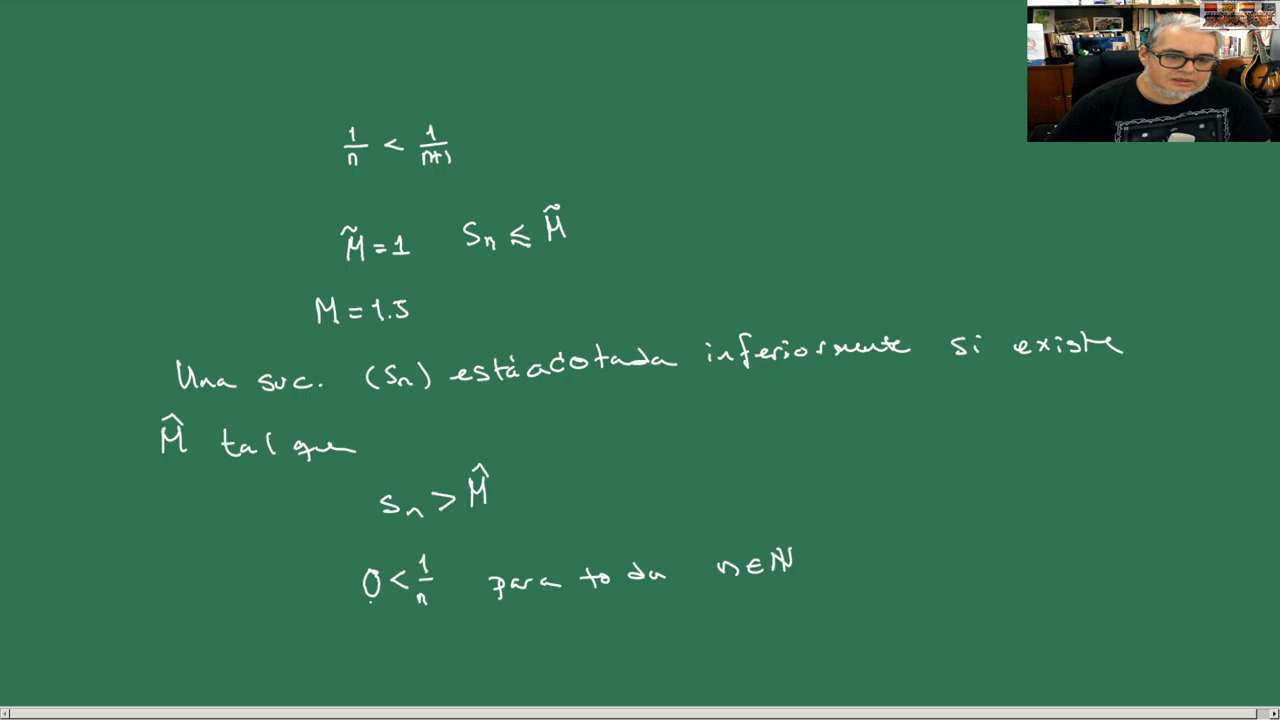 1/n < 1/n+1
M̃ = 1 Sn ≤ M̃
M = 1.5
Una suc. (Sn) está acotada inferiormente si existe
M̂ tal que
sn > M̂
0 < 1/n para toda n ∈ ℕ